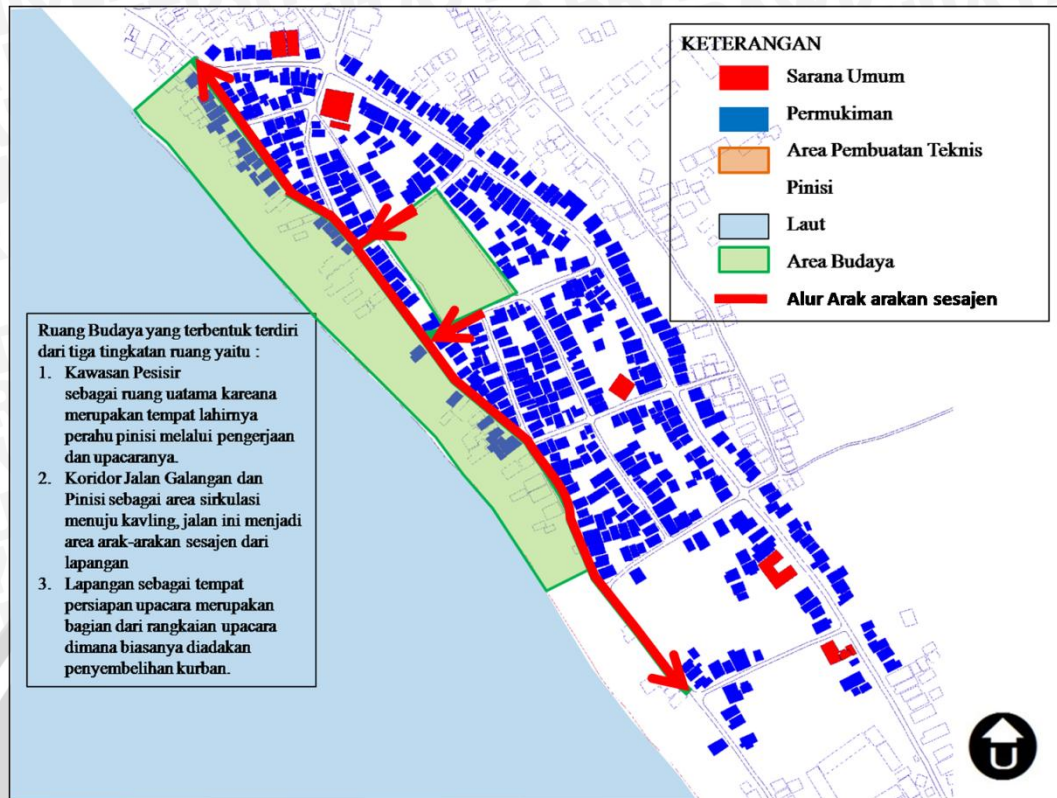 KETERANGAN
Sarana Umum
Permukiman
Area Pembuatan Teknis
Pinisi
Laut
Area Budaya
Alur Arak arakan sesajen
Ruang Budaya yang terbentuk terdiri
dari tiga tingkatan ruang yaitu :
1. Kawasan Pesisir
sebagai ruang uatama kareana
merupakan tempat lahirnya
perahu pinisi melalui pengerjaan
dan upacaranya.
2. Koridor Jalan Galangan dan
Pinisi sebagai area sirkulasi
menuju kavling, jalan ini menjadi
area arak-arakan sesajen dari
lapangan
3. Lapangan sebagai tempat
persiapan upacara merupakan
bagian dari rangkaian upacara
dimana biasanya diadakan
penyembelihan kurban.
U